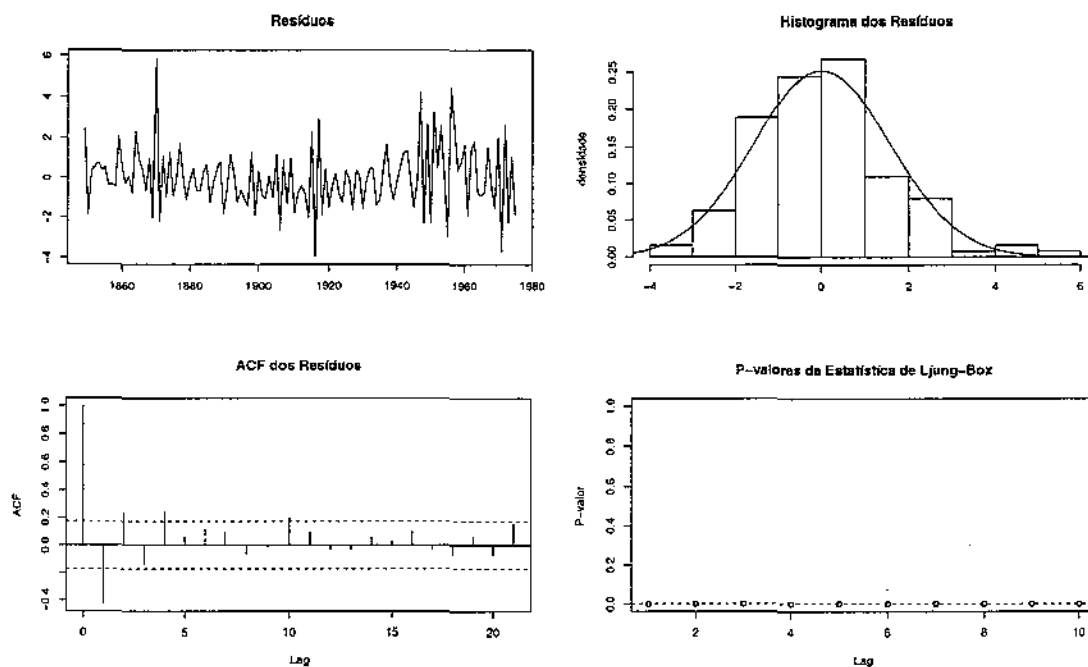 Resíduos
6
4
2
0
-2
-4
1860 1880 1900 1920 1940 1960 1980
Histograma dos Resíduos
densidade
0.25
0.20
0.15
0.10
0.05
0.00
-4 -2 0 2 4 6
ACF dos Resíduos
ACF
1.0
0.8
0.6
0.4
0.2
0.0
-0.4
0 5 10 15 20
Lag
P-valores da Estatística de Ljung-Box
P-valor
1.0
0.8
0.6
0.4
0.2
0.0
2 4 6 8 10
Lag